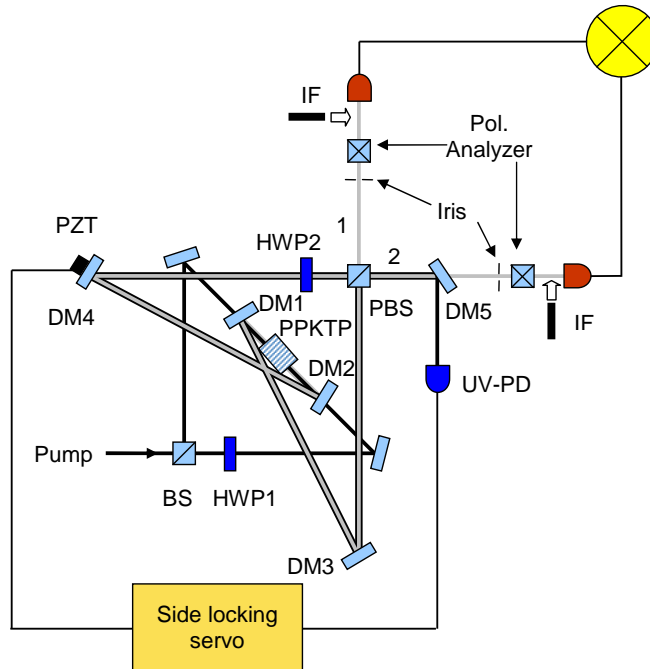 IF
Pol.
Analyzer
Iris
1
PZT
HWP2
2
DM1
PBS
DM5
DM4
PPKTP
IF
DM2
UV-PD
Pump
BS
HWP1
DM3
Side locking
servo